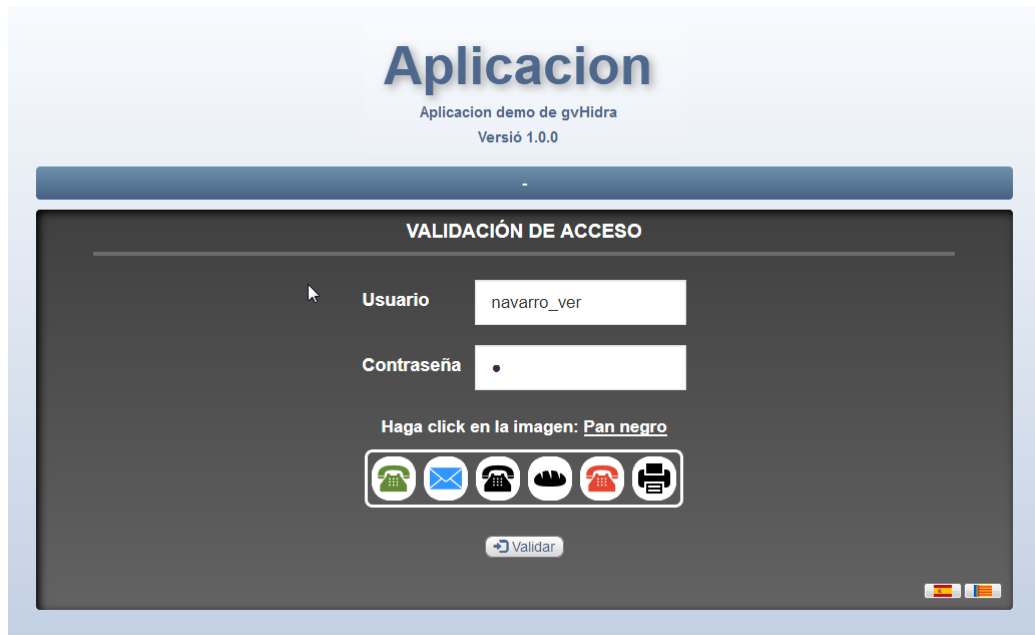 Aplicacion
Aplicacion demo de gvHidra
Versió 1.0.0
-
VALIDACIÓN DE ACCESO
Usuario
navarro_ver
Contraseña
•
Haga click en la imagen: Pan negro
Validar